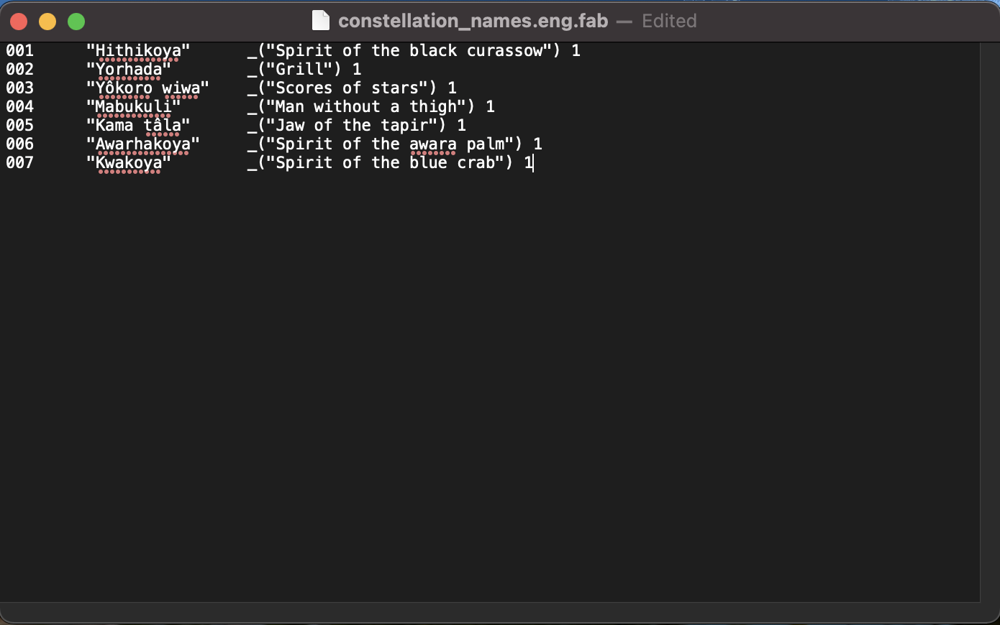 constellation_names.eng.fab — Edited
001 "Hithikoya" _("Spirit of the black curassow") 1
002 "Yorhada" _("Grill") 1
003 "Yôkoro wiwa" _("Scores of stars") 1
004 "Mabukuli" _("Man without a thigh") 1
005 "Kama tâla" _("Jaw of the tapir") 1
006 "Awarhakoya" _("Spirit of the awara palm") 1
007 "Kwakoya" _("Spirit of the blue crab") 1